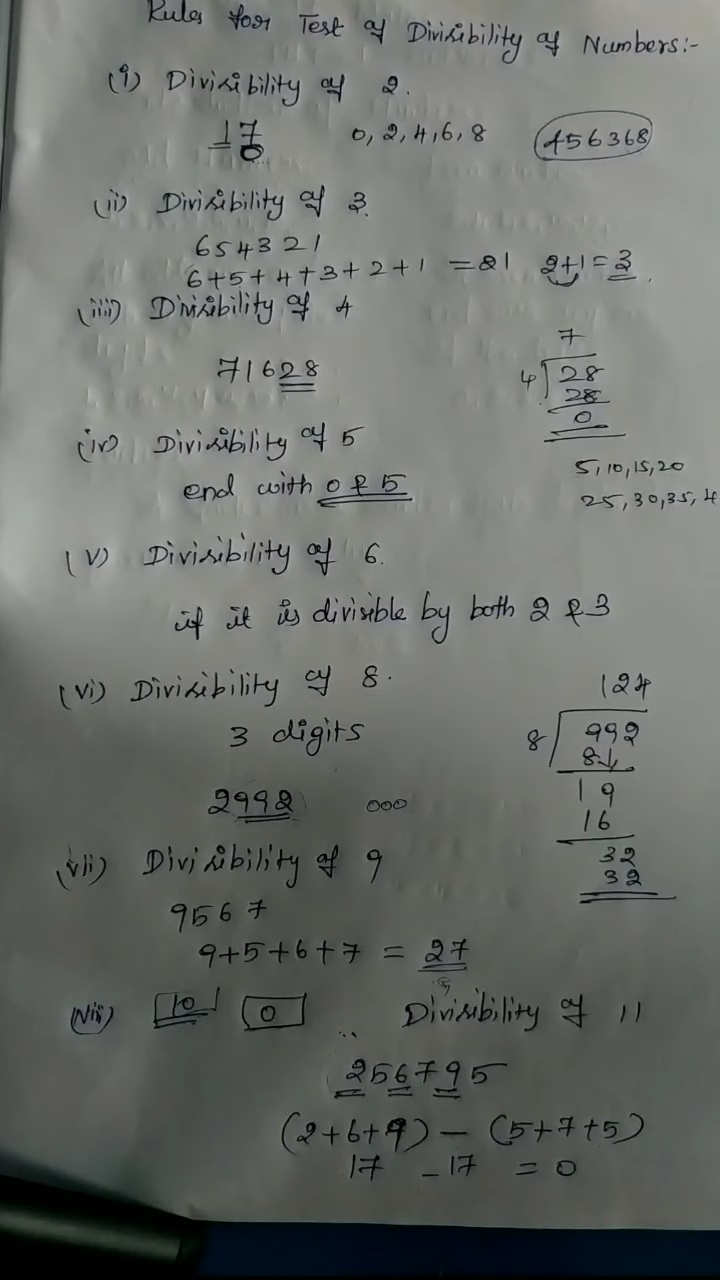 Rules for Test of Divisibility of Numbers:-
(i) Divisibility of 2.
0, 2, 4, 6, 8 456368
(ii) Divisibility of 3.
654321
6+5+4+3+2+1 = 21 2+1 = 3.
(iii) Divisibility of 4
7
71628 4 28
28
0
(iv) Divisibility of 5
5, 10, 15, 20
end with 0 & 5
25, 30, 35, 4
(v) Divisibility of 6.
if it is divisible by both 2 & 3
(vi) Divisibility of 8.
124
3 digits 8 992
8↓
19
2992 000
16
(vii) Divisibility of 9
32
32
9567
9+5+6+7 = 27
(viii) 10 0 .. Divisibility of 11
256795
(2+6+9) - (5+7+5)
17 - 17 = 0